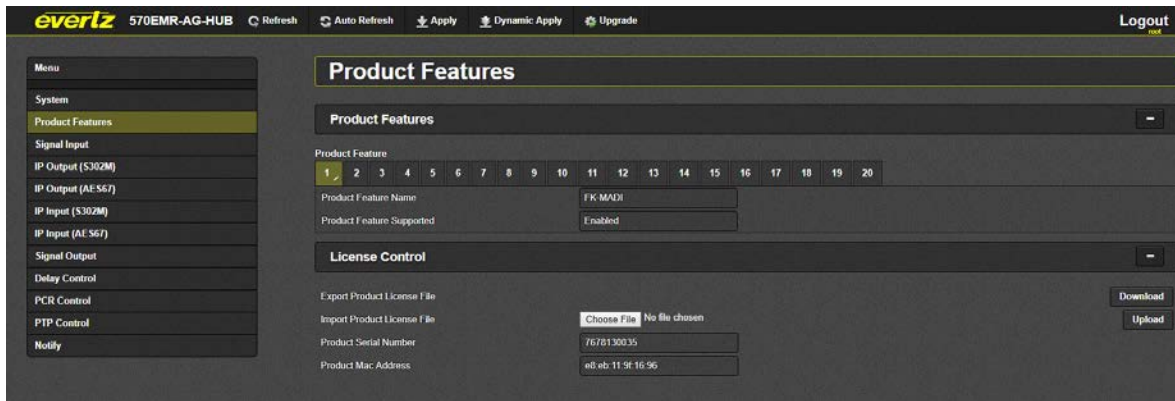 evertz 570EMR-AG-HUB Refresh Auto Refresh Apply Dynamic Apply Upgrade Logout
root
Menu
System
Product Features
Signal Input
IP Output (S302M)
IP Output (AES67)
IP Input (S302M)
IP Input (AES67)
Signal Output
Delay Control
PCR Control
PTP Control
Notify
Product Features
Product Features
Product Feature
1 2 3 4 5 6 7 8 9 10 11 12 13 14 15 16 17 18 19 20
Product Feature Name FK-MADI
Product Feature Supported Enabled
License Control
Export Product License File Download
Import Product License File Choose File No file chosen Upload
Product Serial Number 7678130035
Product Mac Address e8:eb:11:9f:16:96